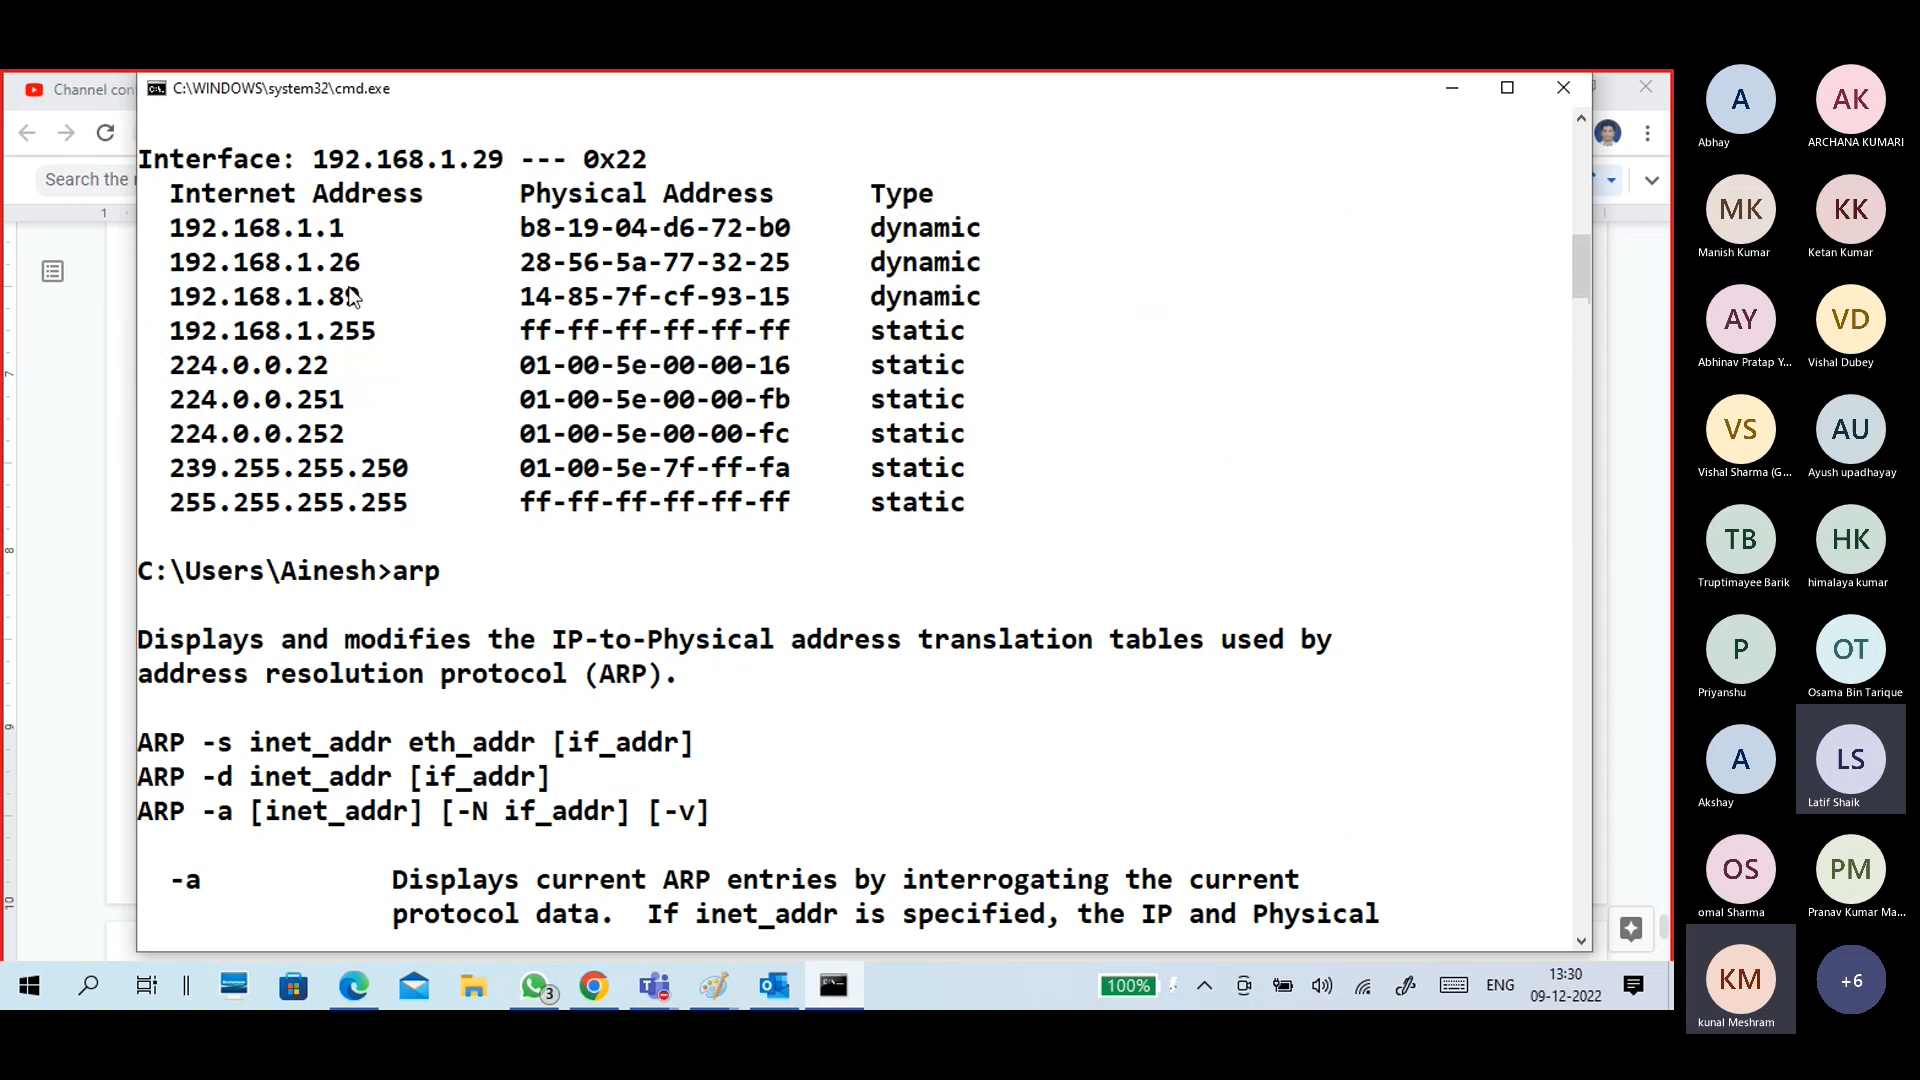 Channel con
C:\WINDOWS\system32\cmd.exe
Search the
Interface: 192.168.1.29 --- 0x22
Internet Address Physical Address Type
192.168.1.1 b8-19-04-d6-72-b0 dynamic
192.168.1.26 28-56-5a-77-32-25 dynamic
14-85-7f-cf-93-15 dynamic
192.168.1.255 ff-ff-ff-ff-ff-ff static
224.0.0.22 01-00-5e-00-00-16 static
224.0.0.251 01-00-5e-00-00-fb static
224.0.0.252 01-00-5e-00-00-fc static
239.255.255.250 01-00-5e-7f-ff-fa static
255.255.255.255 ff-ff-ff-ff-ff-ff static
C:\Users\Ainesh>arp
Displays and modifies the IP-to-Physical address translation tables used by
address resolution protocol (ARP).
ARP -s inet_addr eth_addr [if_addr]
ARP -d inet_addr [if_addr]
ARP -a [inet_addr] [-N if_addr] [-v]
-a Displays current ARP entries by interrogating the current
protocol data. If inet_addr is specified, the IP and Physical
1
7
8
9
10
3
100%
ENG
13:30
09-12-2022
A AK
Abhay ARCHANA KUMARI
MK KK
Manish Kumar Ketan Kumar
AY VD
Abhinav Pratap Y... Vishal Dubey
VS AU
Vishal Sharma (G... Ayush upadhayay
TB HK
Truptimayee Barik himalaya kumar
P OT
Priyanshu Osama Bin Tarique
A LS
Akshay Latif Shaik
OS PM
omal Sharma Pranav Kumar Ma...
KM +6
kunal Meshram